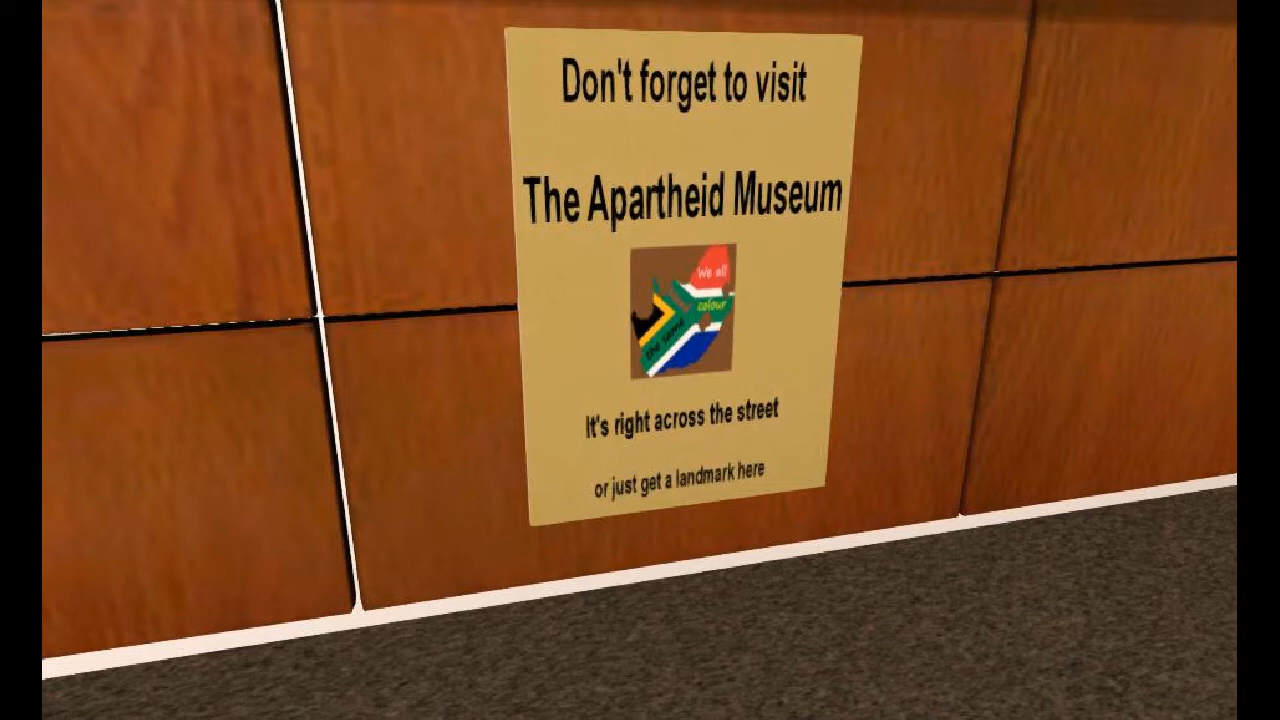 Don't forget to visit
The Apartheid Museum
We all
colour
the same
It's right across the street
or just get a landmark here